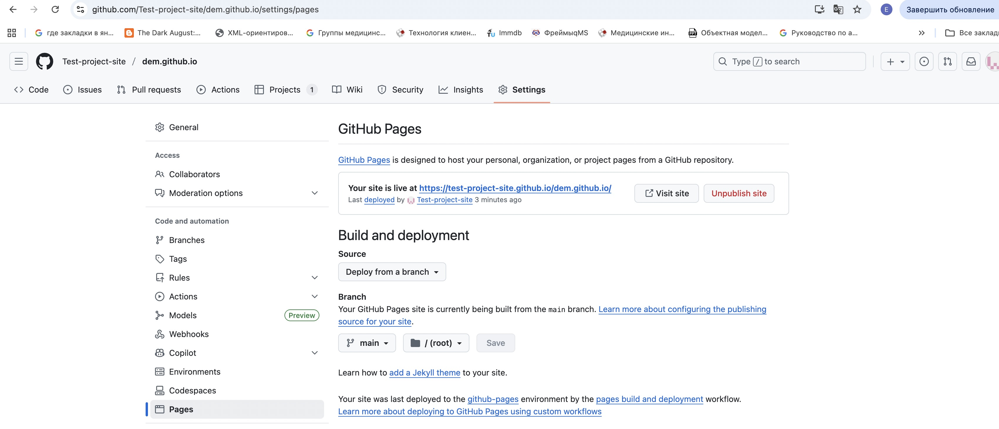 github.com/Test-project-site/dem.github.io/settings/pages
E
Завершить обновление
где закладки в ян...
The Dark August:...
XML-ориентиров...
Группы медицинс...
Технология клиен...
Immdb
ФреймыqMS
Медицинские ин...
Объектная модел...
Руководство по а...
»
Все заклад
Test-project-site / dem.github.io
Type / to search
Code
Issues
Pull requests
Actions
Projects 1
Wiki
Security
Insights
Settings
General
Access
Collaborators
Moderation options
Code and automation
Branches
Tags
Rules
Actions
Models Preview
Webhooks
Copilot
Environments
Codespaces
Pages
GitHub Pages
GitHub Pages is designed to host your personal, organization, or project pages from a GitHub repository.
Your site is live at https://test-project-site.github.io/dem.github.io/
Last deployed by Test-project-site 3 minutes ago
Visit site
Unpublish site
Build and deployment
Source
Deploy from a branch
Branch
Your GitHub Pages site is currently being built from the main branch. Learn more about configuring the publishing
source for your site.
main
/ (root)
Save
Learn how to add a Jekyll theme to your site.
Your site was last deployed to the github-pages environment by the pages build and deployment workflow.
Learn more about deploying to GitHub Pages using custom workflows